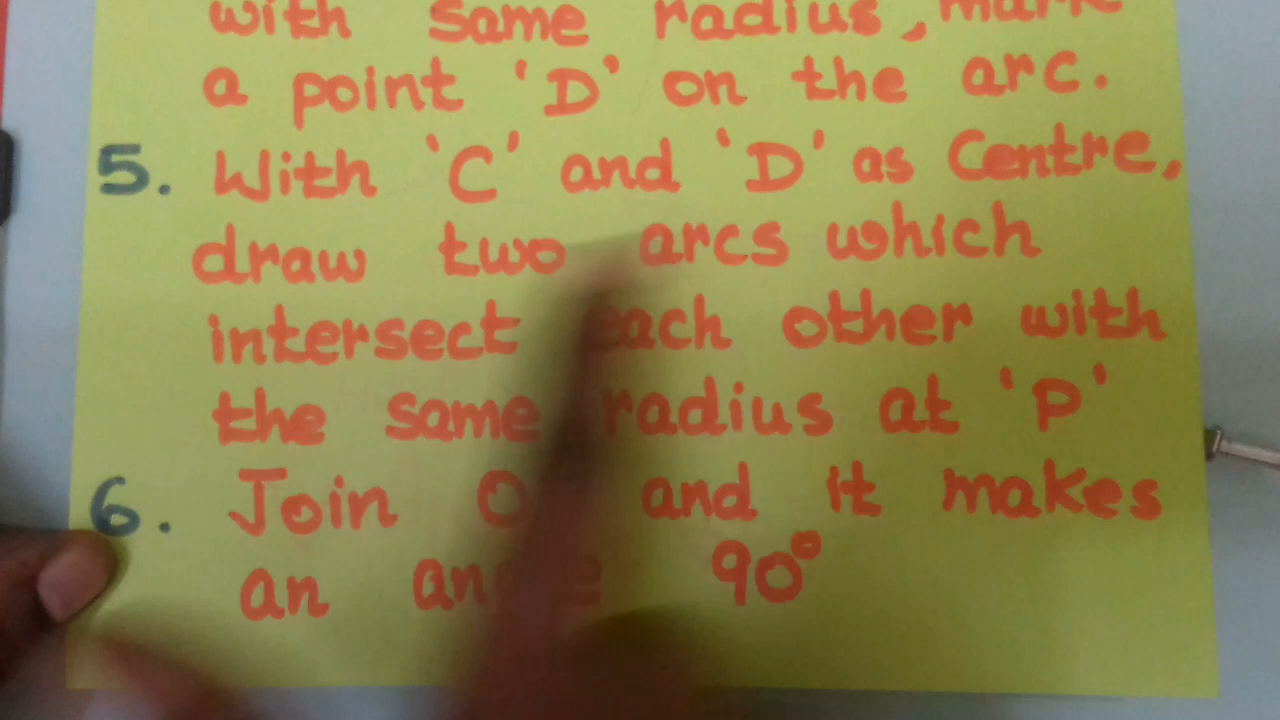 with same radius, mark
a point 'D' on the arc.
5. With 'C' and 'D' as Centre,
draw two arcs which
intersect each other with
the same radius at 'P'
6. Join and it makes
an angle 90°